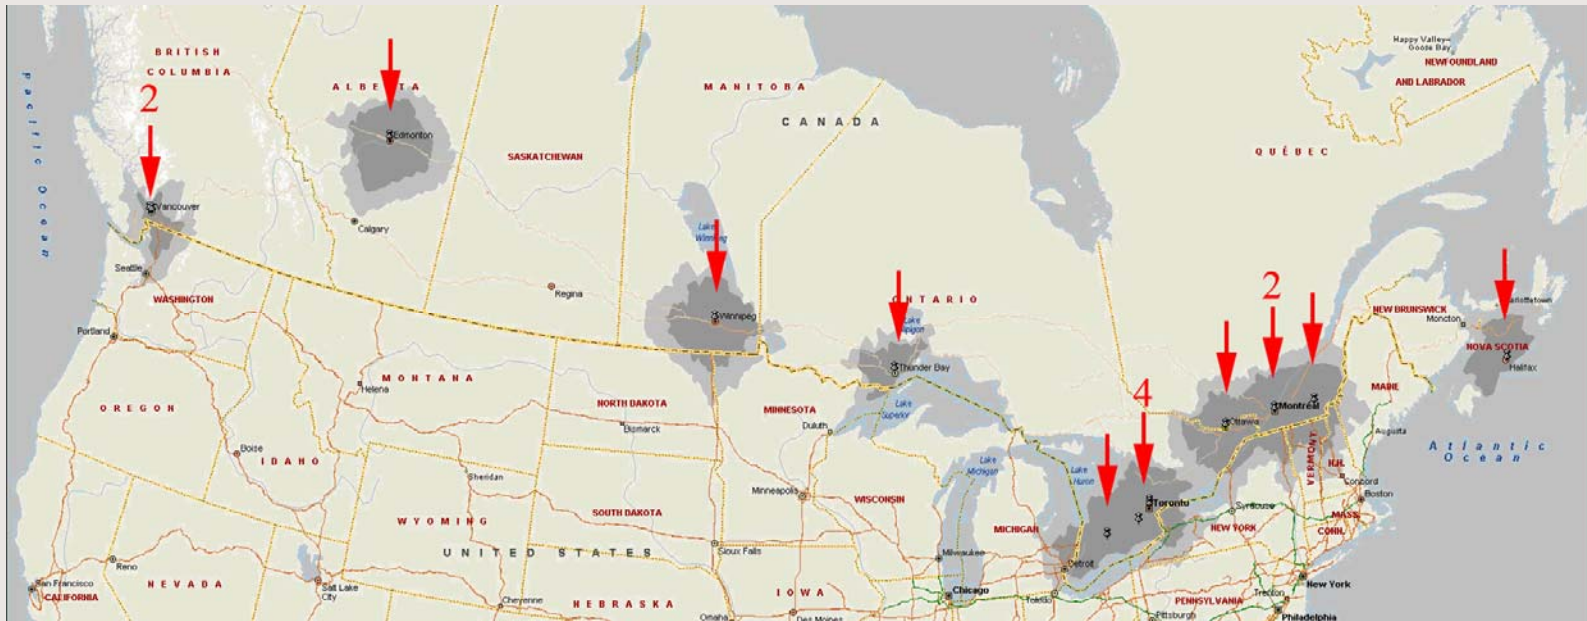 Happy Valley-
Goose Bay
NEWFOUNDLAND
AND LABRADOR
BRITISH
COLUMBIA
Pacific Ocean
2
ALBERTA
MANITOBA
CANADA
Edmonton
SASKATCHEWAN
QUÉBEC
Vancouver
Calgary
Lake
Winnipeg
Seattle
WASHINGTON
Regina
ONTARIO
2
NEW BRUNSWICK
Moncton
Winnipeg
Lake
Portland
NOVA SCOTIA
Halifax
Thunder Bay
MONTANA
Helena
MAINE
OREGON
NORTH DAKOTA
MINNESOTA
Lake
Superior
4
Montréal
Ottawa
Bismarck
Duluth
Augusta
Atlantic
Ocean
Boise
IDAHO
Lake
Michigan
Lake
Huron
VERMONT
N.H.
Sheridan
Concord
Minneapolis
WISCONSIN
Toronto
Syracuse
Boston
WYOMING
SOUTH DAKOTA
MICHIGAN
NEW YORK
MASS.
CONN.
UNITED STATES
Sioux Falls
Milwaukee
Detroit
Reno
San Francisco
CALIFORNIA
NEVADA
Salt Lake
City
Cheyenne
NEBRASKA
Omaha
IOWA
Des Moines
Chicago
Toledo
PENNSYLVANIA
Pittsburgh
New York
Trenton
Philadelphia